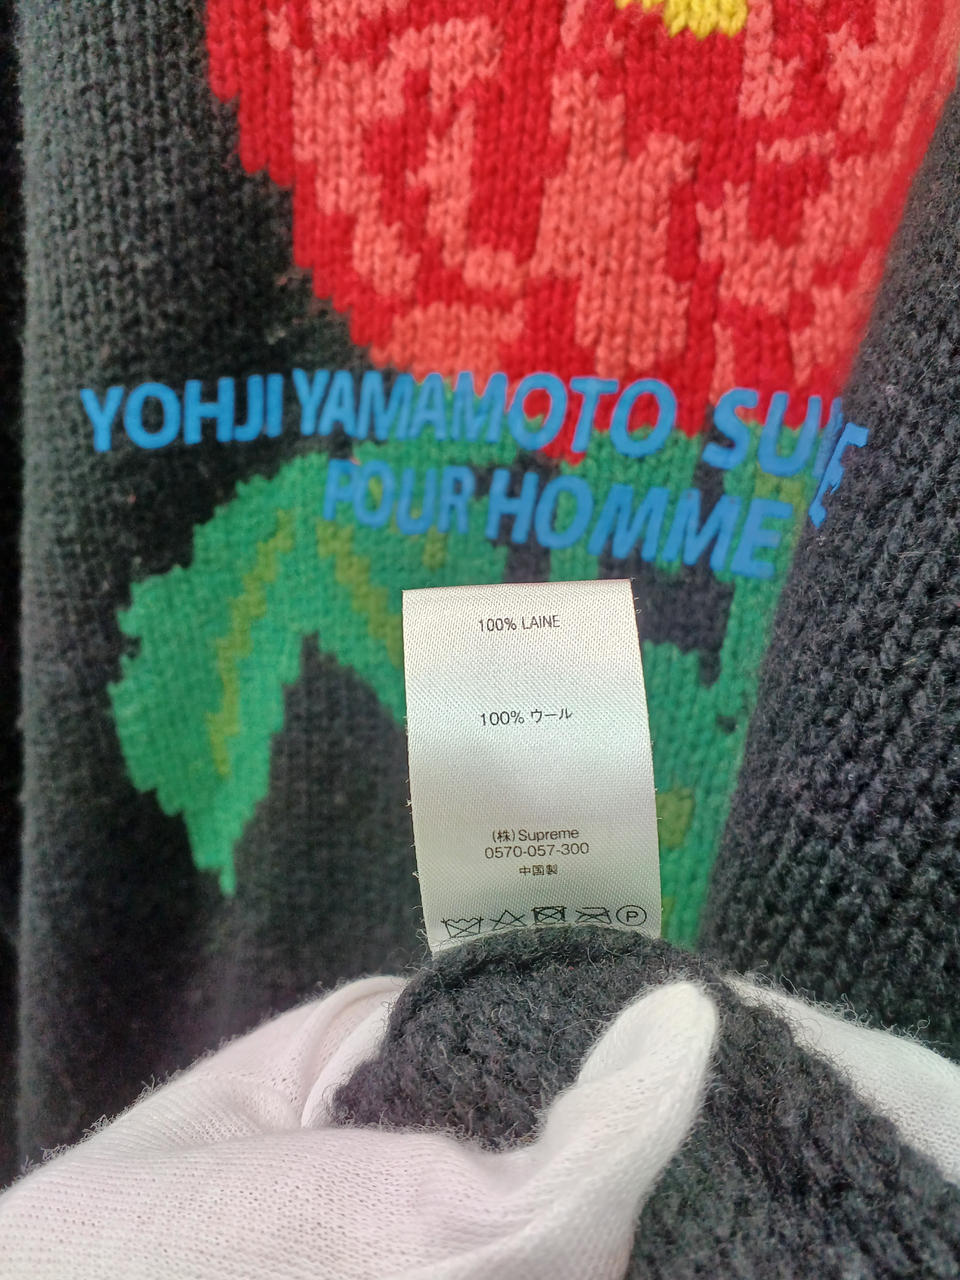 YOHJI YAMAMOTO
POUR HOMME
100% LAINE
100% ウール
(株)Supreme
0570-057-300
中国製
P